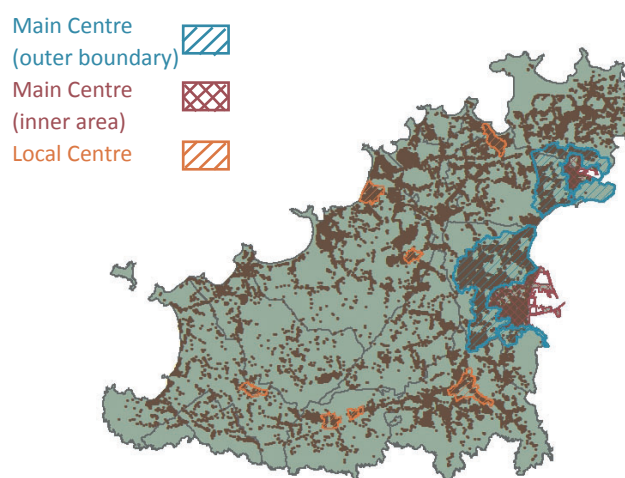 Main Centre
(outer boundary)
Main Centre
(inner area)
Local Centre